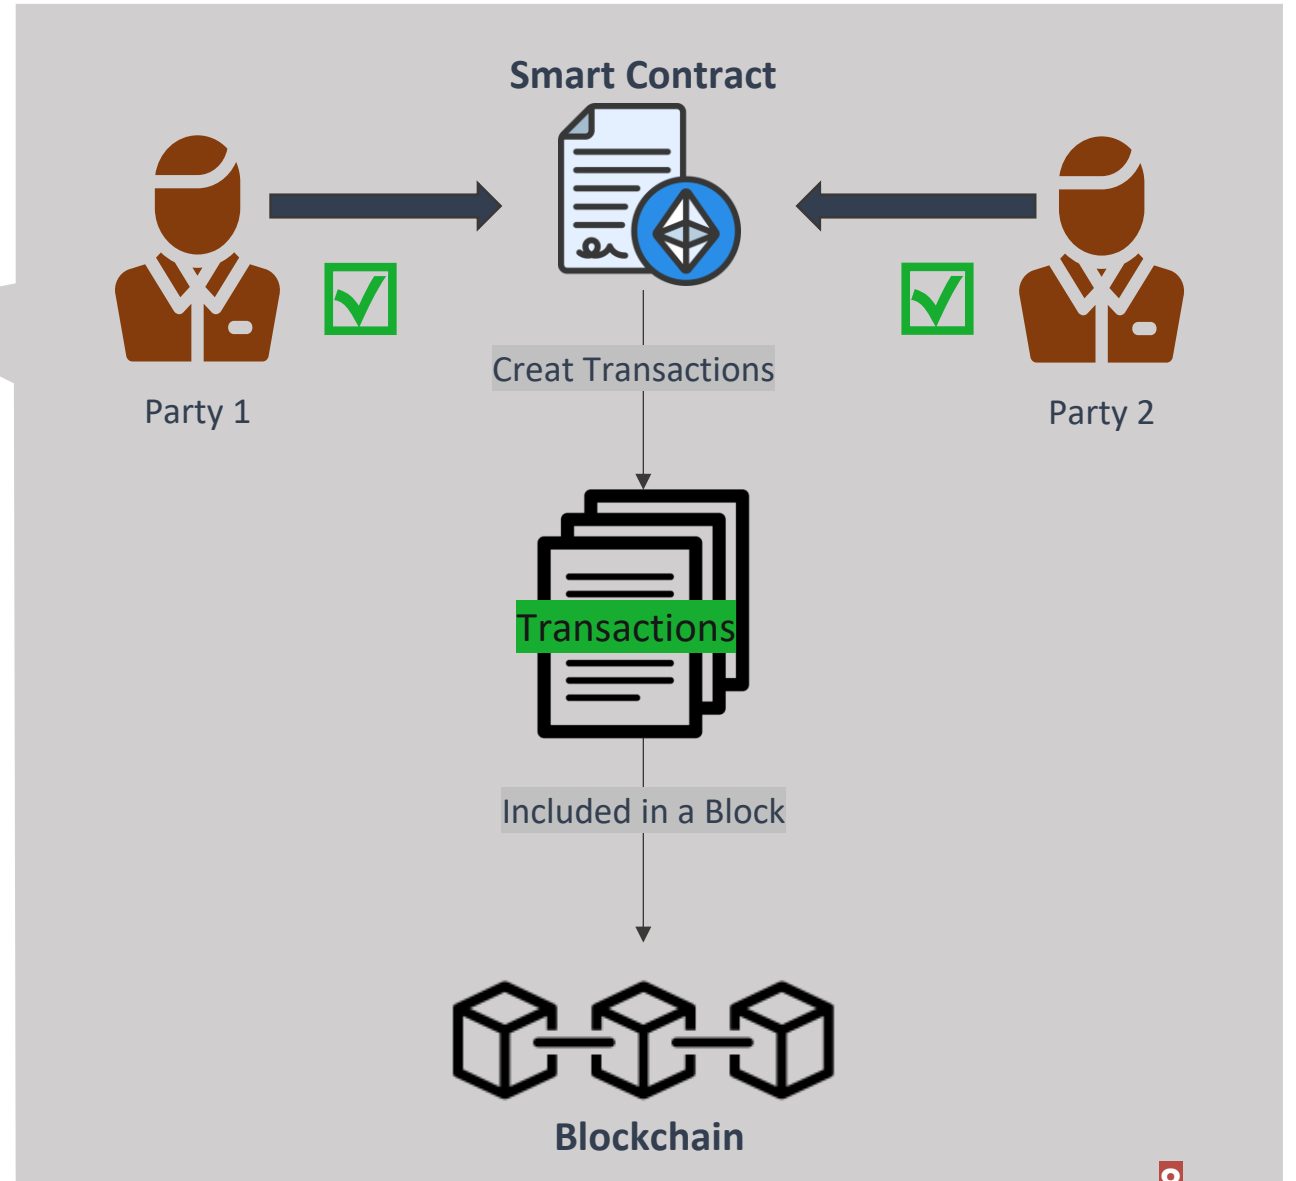 Smart Contract
Creat Transactions
Party 1
Party 2
Transactions
Included in a Block
Blockchain